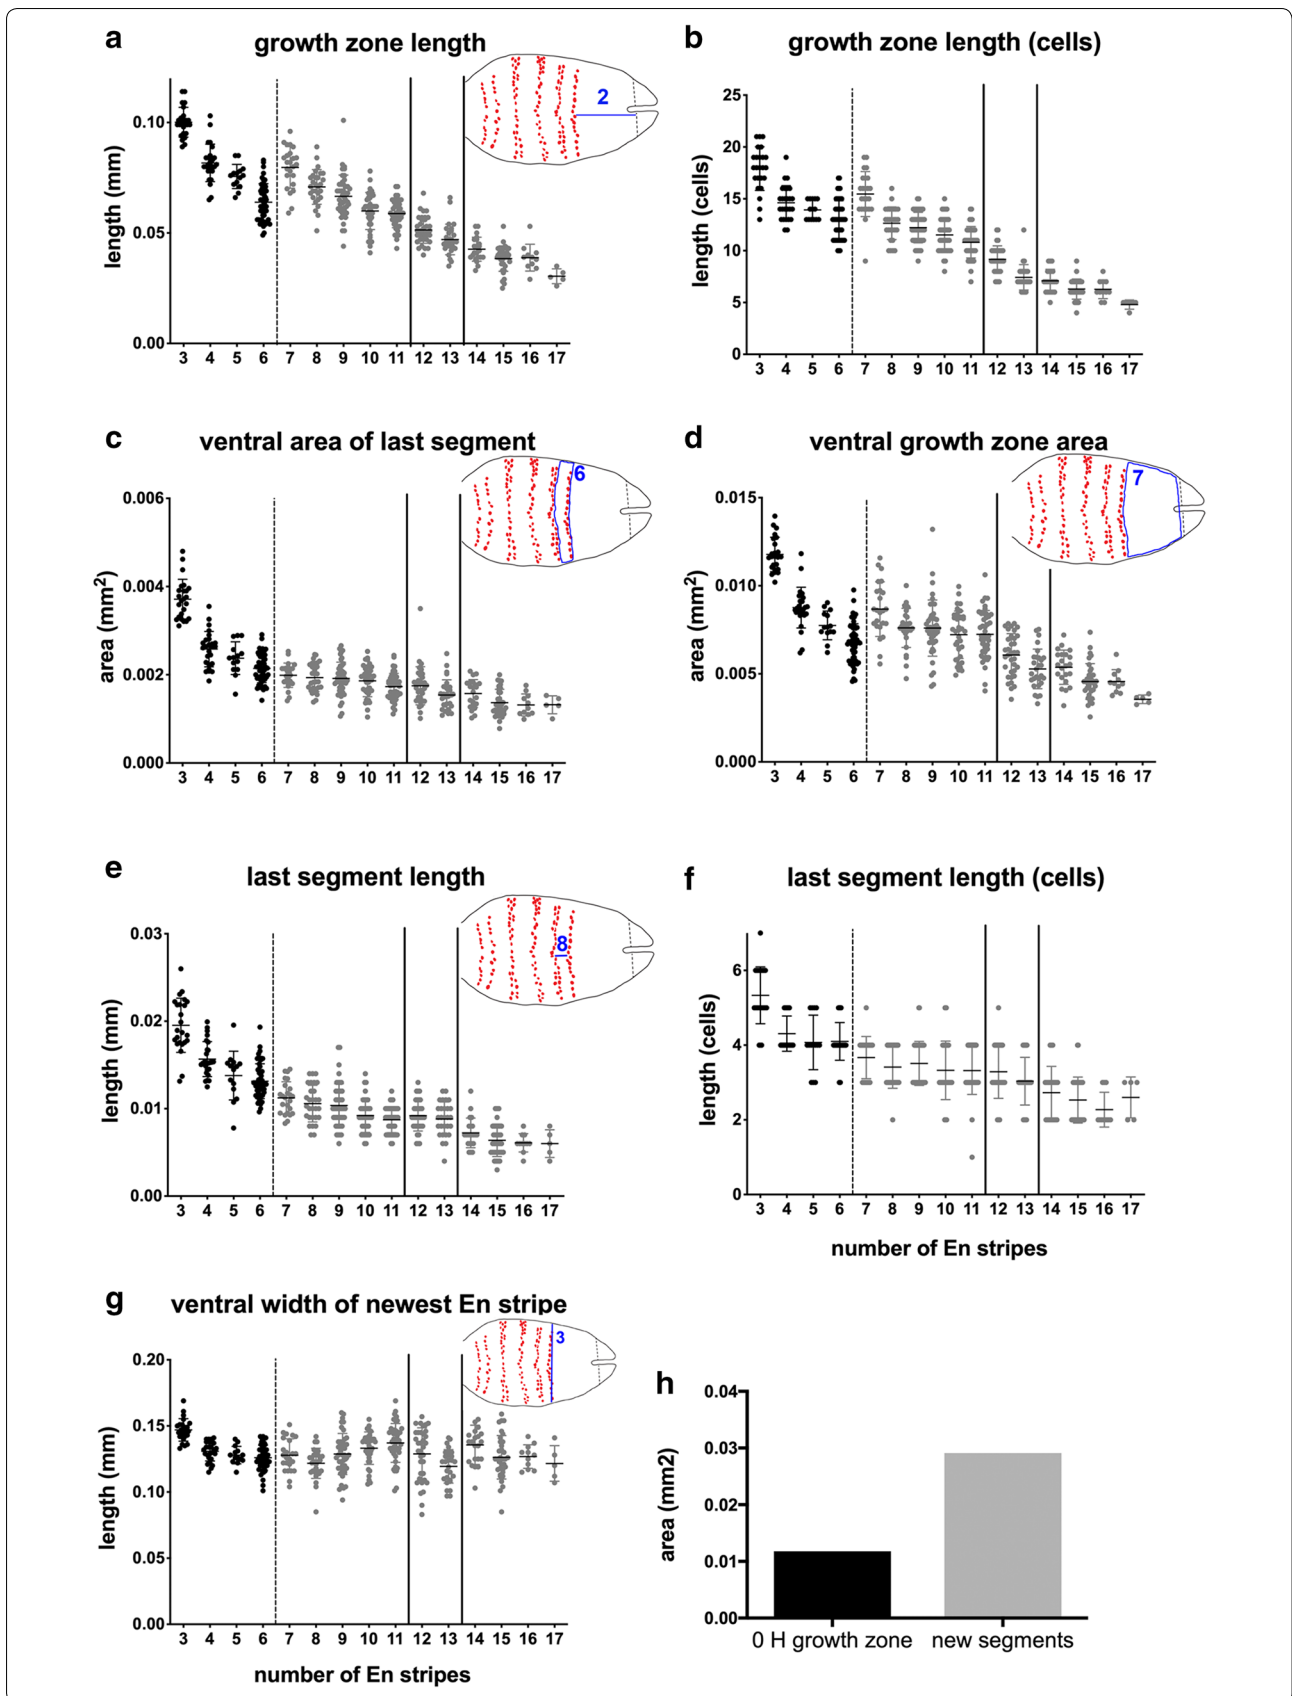 a
growth zone length
length (mm)
0.10
0.05
0.00
2
3 4 5 6 7 8 9 10 11 12 13 14 15 16 17
b
growth zone length (cells)
length (cells)
25
20
15
10
5
0
3 4 5 6 7 8 9 10 11 12 13 14 15 16 17
c
ventral area of last segment
area (mm²)
0.006
0.004
0.002
0.000
6
3 4 5 6 7 8 9 10 11 12 13 14 15 16 17
d
ventral growth zone area
area (mm²)
0.015
0.010
0.005
0.000
7
3 4 5 6 7 8 9 10 11 12 13 14 15 16 17
e
last segment length
length (mm)
0.03
0.02
0.01
0.00
8
3 4 5 6 7 8 9 10 11 12 13 14 15 16 17
f
last segment length (cells)
length (cells)
6
4
2
0
3 4 5 6 7 8 9 10 11 12 13 14 15 16 17
number of En stripes
g
ventral width of newest En stripe
length (mm)
0.20
0.15
0.10
0.05
0.00
3
3 4 5 6 7 8 9 10 11 12 13 14 15 16 17
number of En stripes
h
area (mm2)
0.04
0.03
0.02
0.01
0.00
0 H growth zone new segments